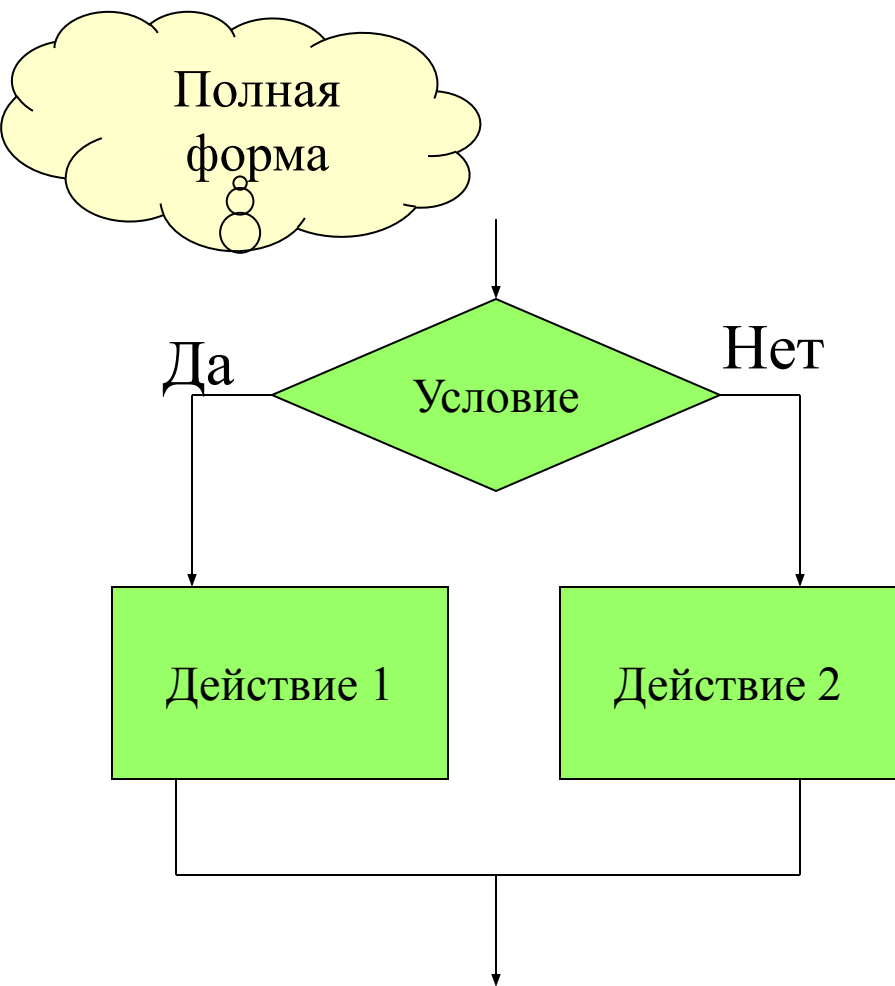 Полная
форма
Да
Нет
Условие
Действие 1
Действие 2